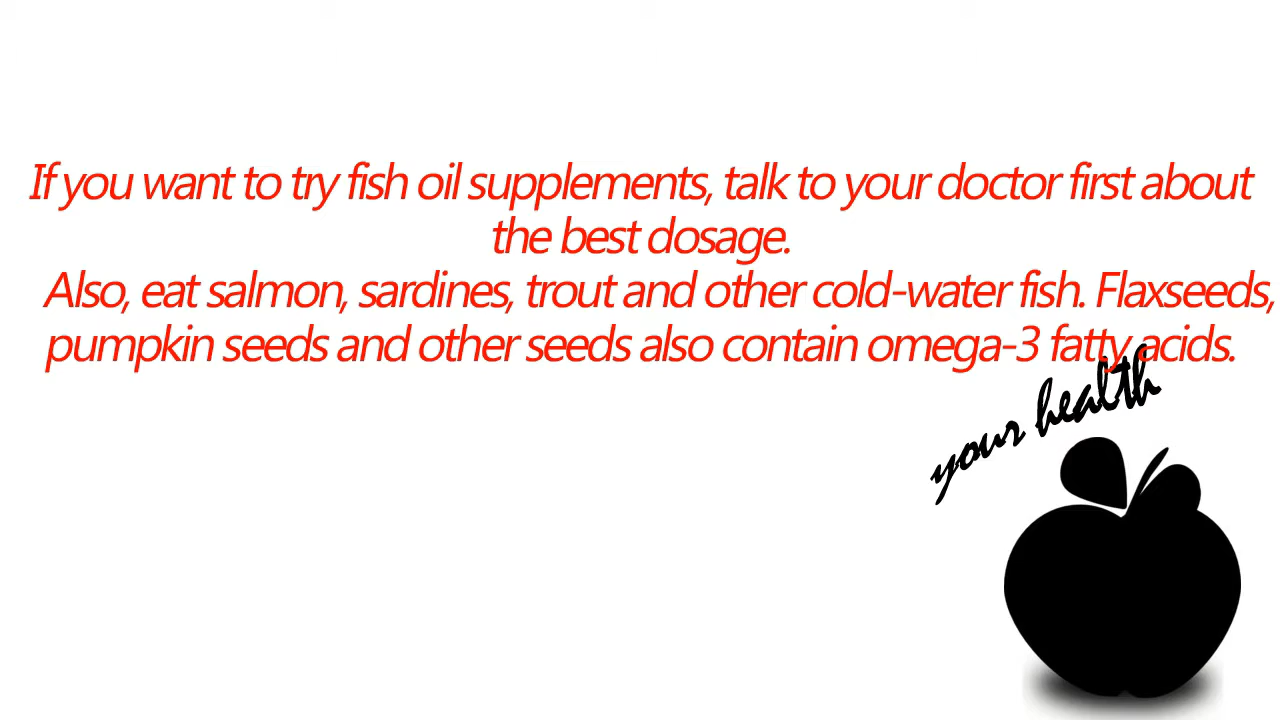 If you want to try fish oil supplements, talk to your doctor first about
the best dosage.
Also, eat salmon, sardines, trout and other cold-water fish. Flaxseeds,
pumpkin seeds and other seeds also contain omega-3 fatty acids.
your health